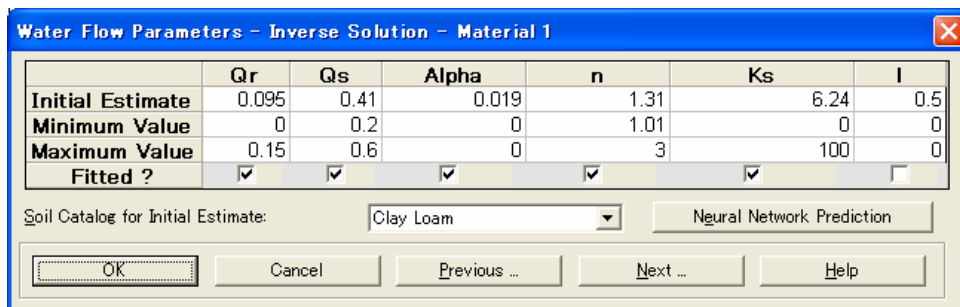 Water Flow Parameters - Inverse Solution - Material 1
Qr Qs Alpha n Ks l
Initial Estimate 0.095 0.41 0.019 1.31 6.24 0.5
Minimum Value 0 0.2 0 1.01 0 0
Maximum Value 0.15 0.6 0 3 100 0
Fitted ?
Soil Catalog for Initial Estimate: Clay Loam Neural Network Prediction
OK Cancel Previous ... Next ... Help